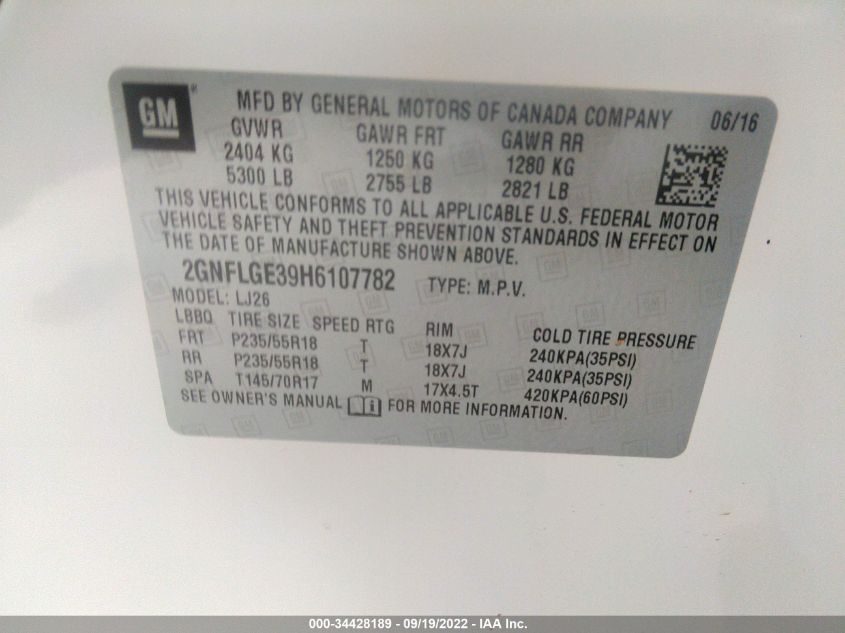 GM® MFD BY GENERAL MOTORS OF CANADA COMPANY 06/16
GVWR GAWR FRT GAWR RR
2404 KG 1250 KG 1280 KG
5300 LB 2755 LB 2821 LB
THIS VEHICLE CONFORMS TO ALL APPLICABLE U.S. FEDERAL MOTOR
VEHICLE SAFETY AND THEFT PREVENTION STANDARDS IN EFFECT ON
THE DATE OF MANUFACTURE SHOWN ABOVE.
2GNFLGE39H6107782 TYPE: M.P.V.
MODEL: LJ26
LBBQ TIRE SIZE SPEED RTG RIM COLD TIRE PRESSURE
FRT P235/55R18 T 18X7J 240KPA(35PSI)
RR P235/55R18 T 18X7J 240KPA(35PSI)
SPA T145/70R17 M 17X4.5T 420KPA(60PSI)
SEE OWNER'S MANUAL FOR MORE INFORMATION.
000-34428189 - 09/19/2022 - IAA Inc.